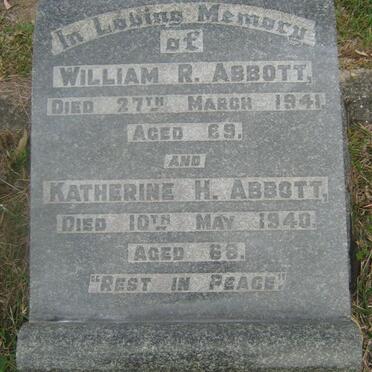 In Loving Memory
of
WILLIAM R. ABBOTT,
DIED 27TH MARCH 1941.
AGED 69.
AND
KATHERINE H. ABBOTT,
DIED 10TH MAY 1940.
AGED 68.
"REST IN PEACE"